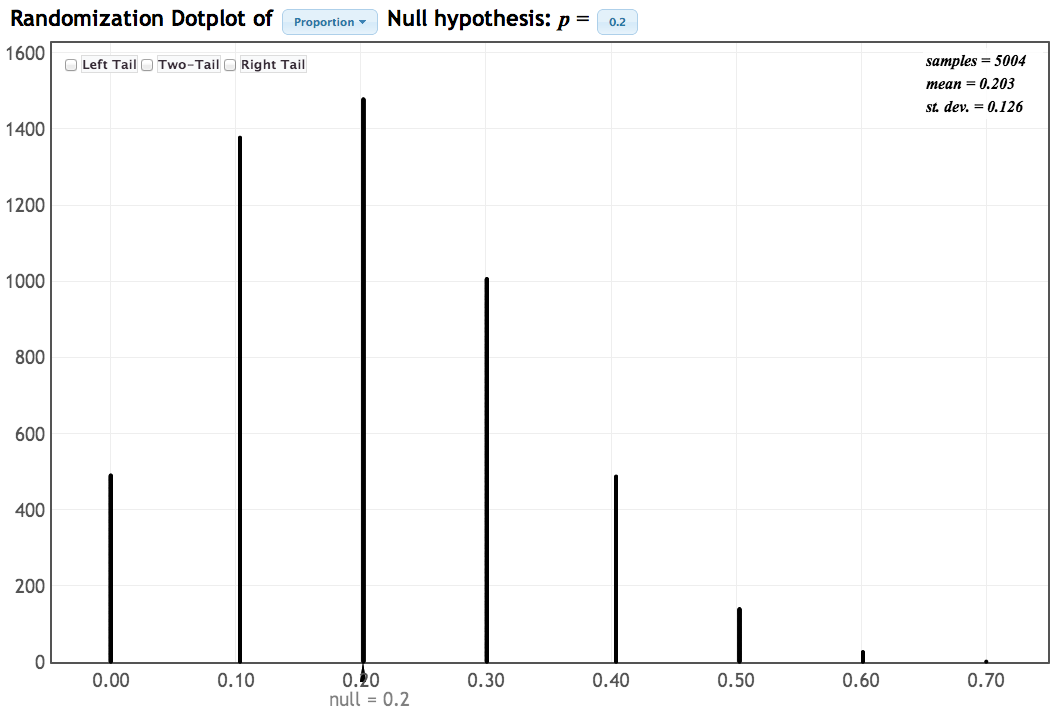 Randomization Dotplot of Proportion Null hypothesis: p = 0.2
1600
Left Tail Two-Tail Right Tail
samples = 5004
mean = 0.203
st. dev. = 0.126
1400
1200
1000
800
600
400
200
0
0.00 0.10 0.20 0.30 0.40 0.50 0.60 0.70
null = 0.2